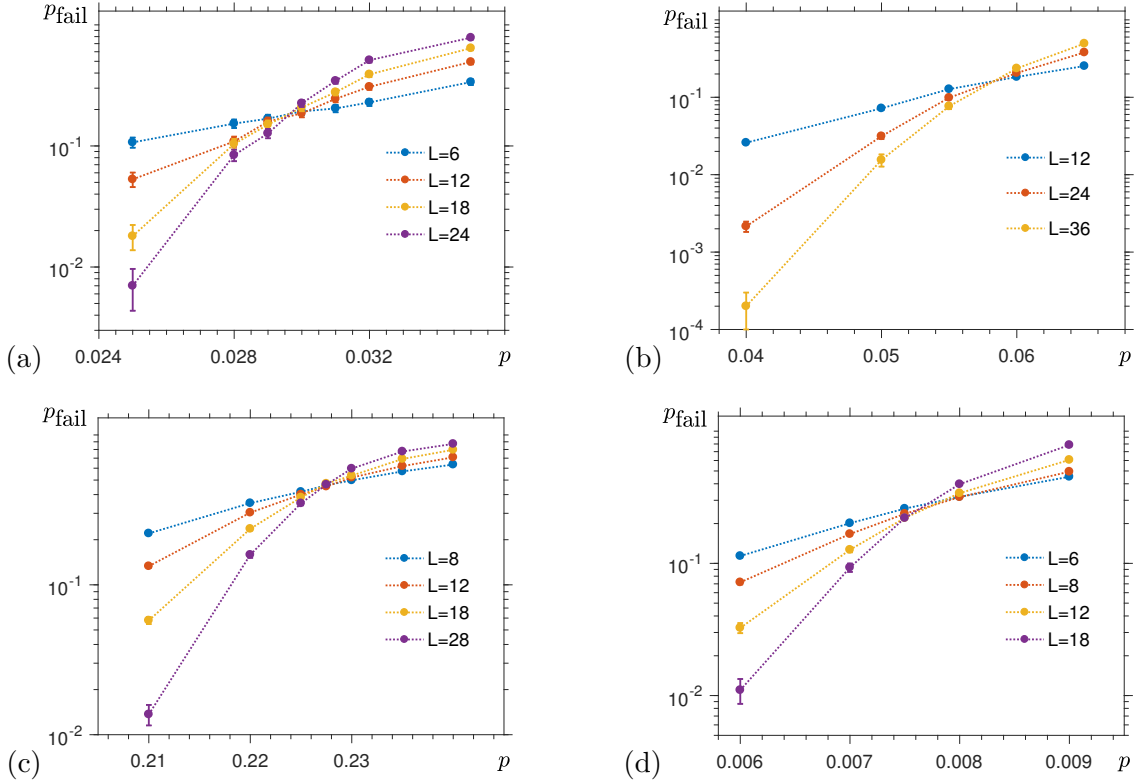 p_fail
10^-1
10^-2
L=6
L=12
L=18
L=24
0.024
0.028
0.032
p
(a)
p_fail
10^-1
10^-2
10^-3
10^-4
L=12
L=24
L=36
0.04
0.05
0.06
p
(b)
p_fail
10^-1
10^-2
L=8
L=12
L=18
L=28
0.21
0.22
0.23
p
(c)
p_fail
10^-1
10^-2
L=6
L=8
L=12
L=18
0.006
0.007
0.008
0.009
p
(d)